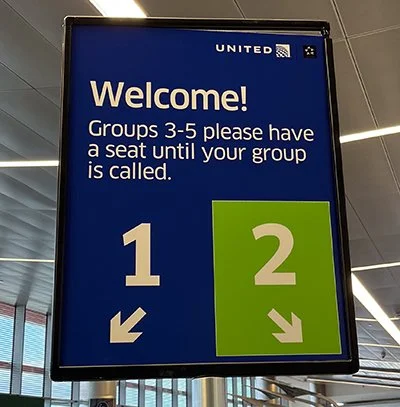 UNITED
Welcome!
Groups 3-5 please have
a seat until your group
is called.
1 2
↙ ↘